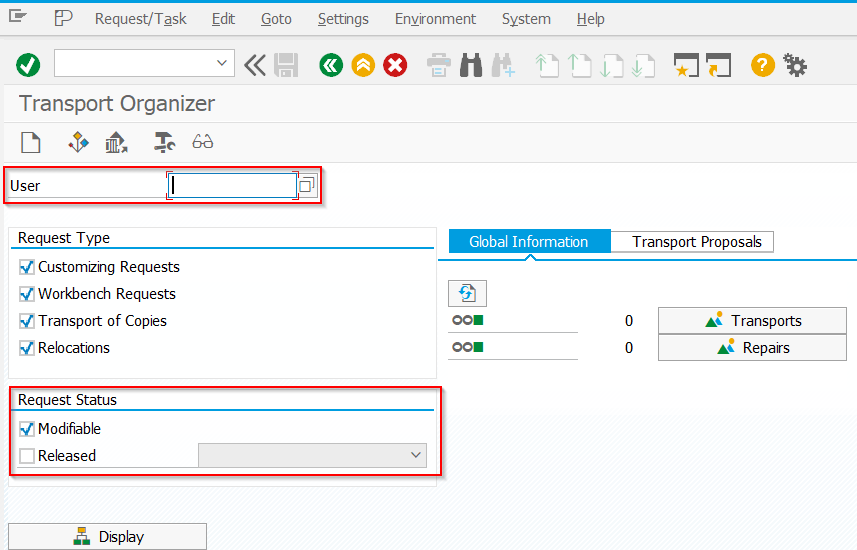 Request/Task Edit Goto Settings Environment System Help
Transport Organizer
User
Request Type
Customizing Requests
Workbench Requests
Transport of Copies
Relocations
Request Status
Modifiable
Released
Display
Global Information Transport Proposals
0 Transports
0 Repairs